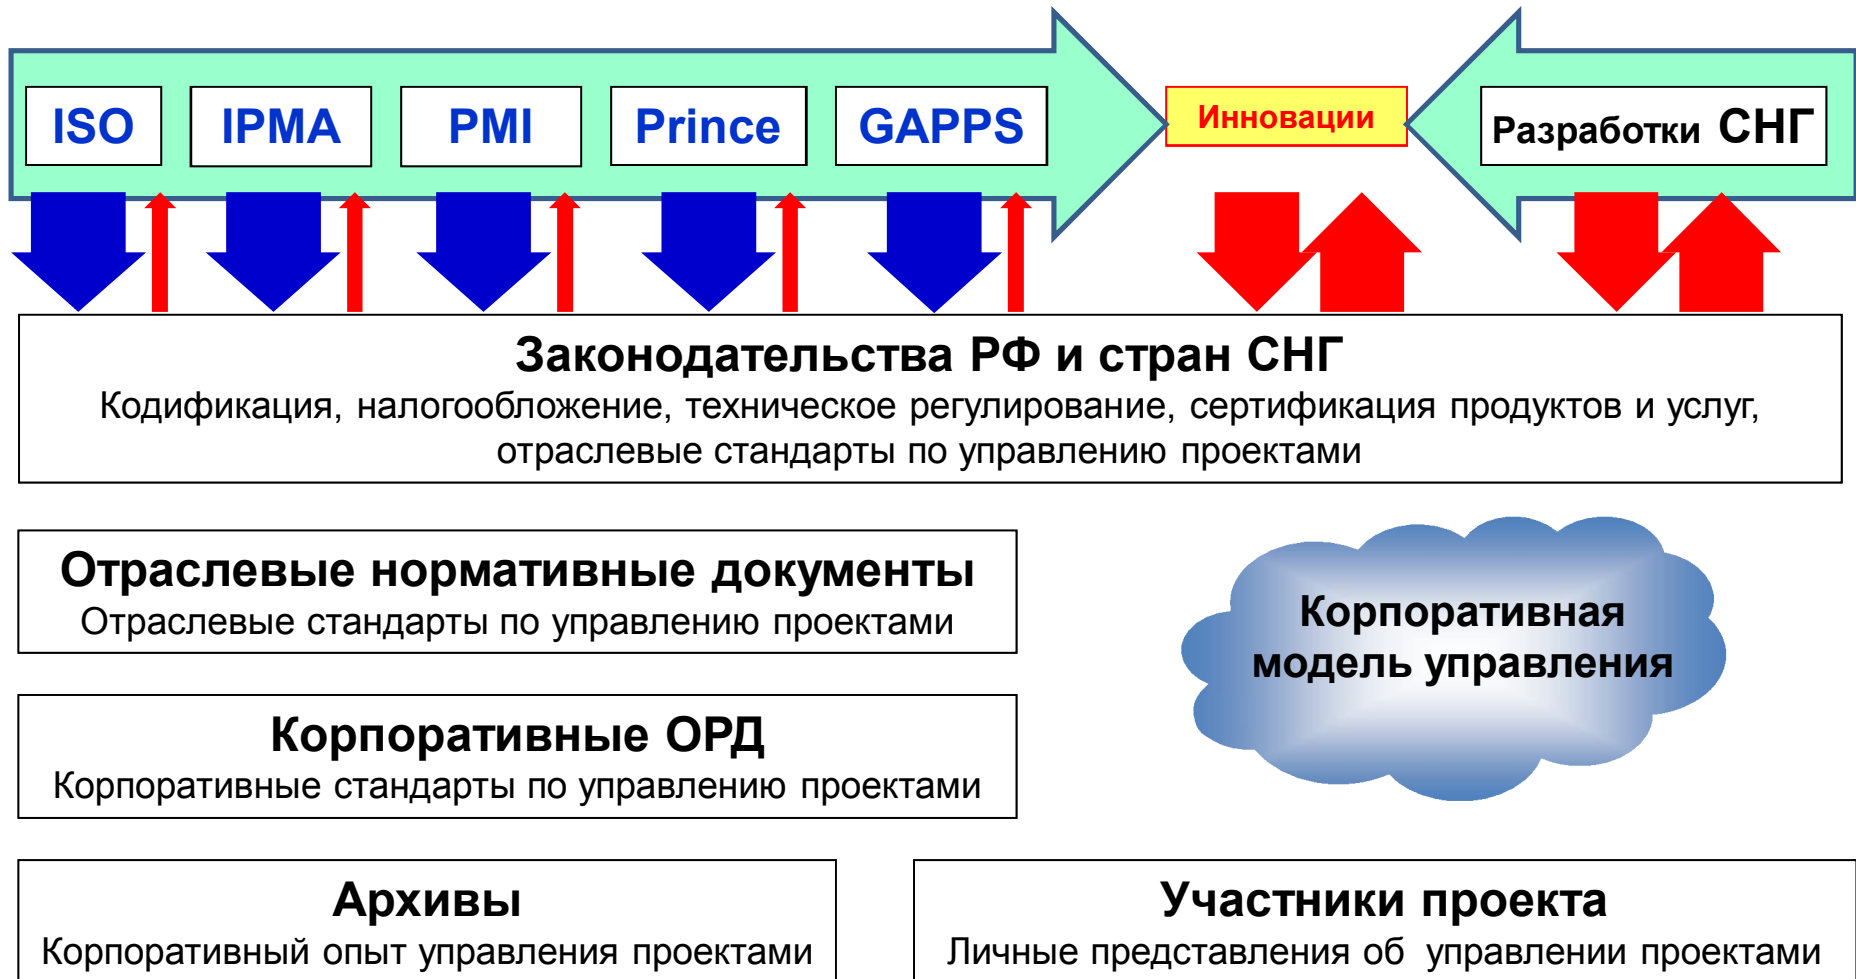 ISO IPMA PMI Prince GAPPS Инновации Разработки СНГ
Законодательства РФ и стран СНГ
Кодификация, налогообложение, техническое регулирование, сертификация продуктов и услуг,
отраслевые стандарты по управлению проектами
Отраслевые нормативные документы
Отраслевые стандарты по управлению проектами
Корпоративная
модель управления
Корпоративные ОРД
Корпоративные стандарты по управлению проектами
Архивы
Корпоративный опыт управления проектами
Участники проекта
Личные представления об управлении проектами